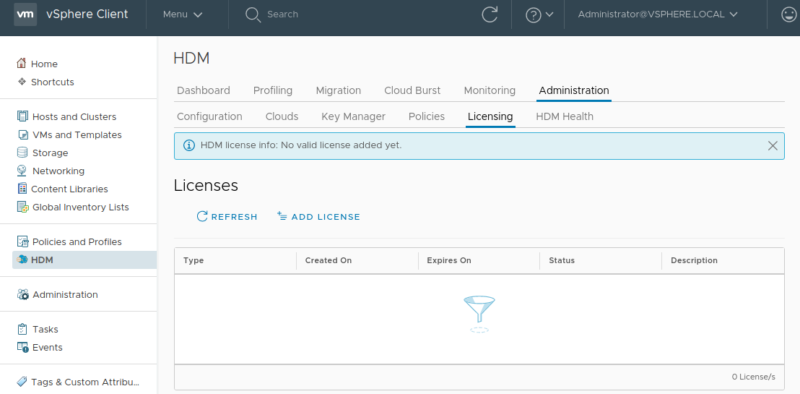 vm vSphere Client Menu Search Administrator@VSPHERE.LOCAL
Home
Shortcuts
Hosts and Clusters
VMs and Templates
Storage
Networking
Content Libraries
Global Inventory Lists
Policies and Profiles
HDM
Administration
Tasks
Events
Tags & Custom Attribu...
HDM
Dashboard Profiling Migration Cloud Burst Monitoring Administration
Configuration Clouds Key Manager Policies Licensing HDM Health
HDM license info: No valid license added yet.
Licenses
REFRESH ADD LICENSE
Type Created On Expires On Status Description
0 License/s